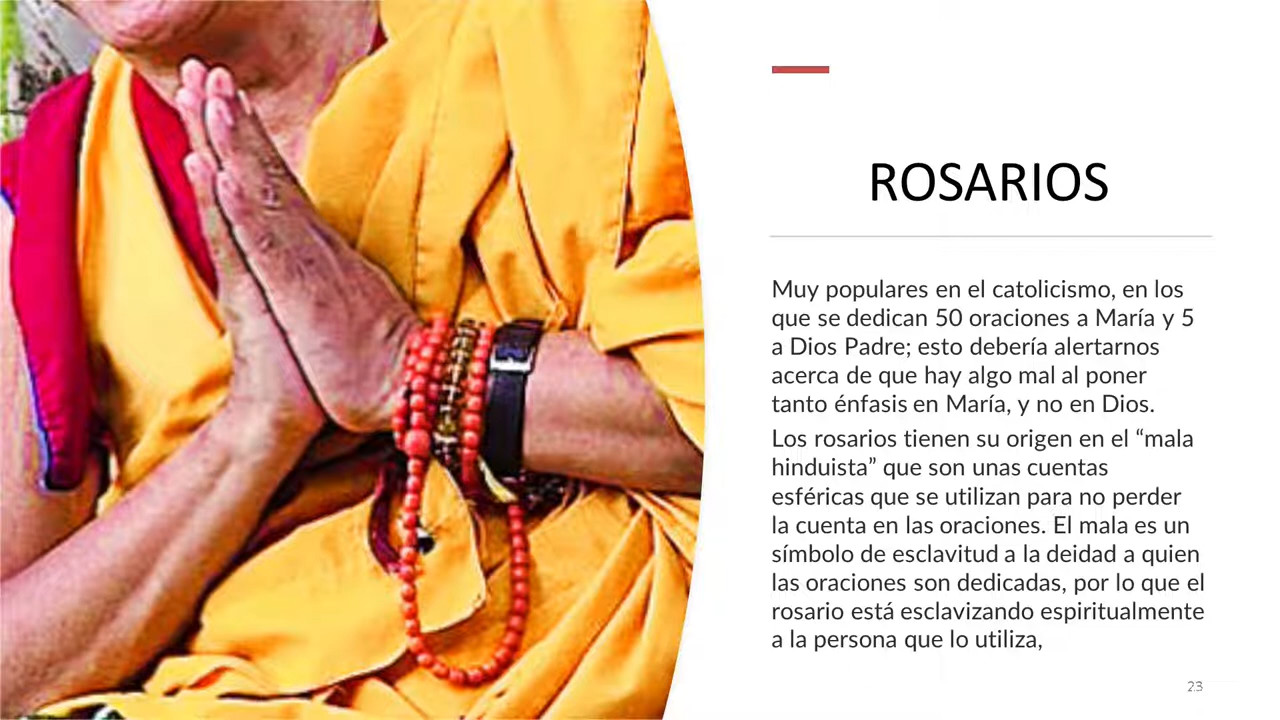 ROSARIOS
Muy populares en el catolicismo, en los
que se dedican 50 oraciones a María y 5
a Dios Padre; esto debería alertarnos
acerca de que hay algo mal al poner
tanto énfasis en María, y no en Dios.
Los rosarios tienen su origen en el “mala
hinduista” que son unas cuentas
esféricas que se utilizan para no perder
la cuenta en las oraciones. El mala es un
símbolo de esclavitud a la deidad a quien
las oraciones son dedicadas, por lo que el
rosario está esclavizando espiritualmente
a la persona que lo utiliza,
23